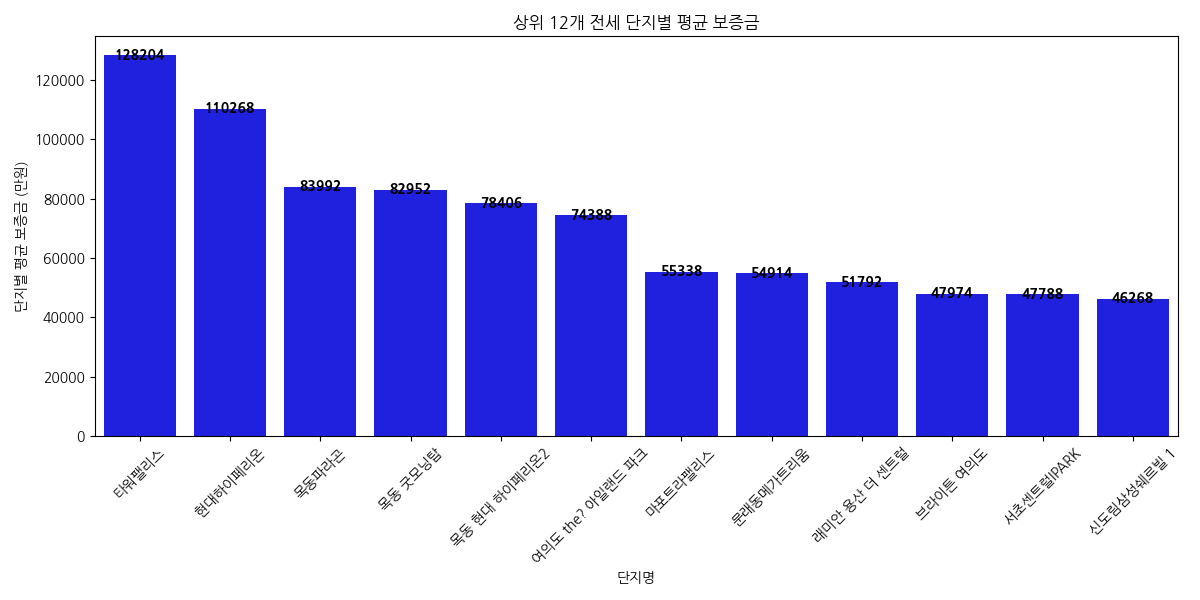 상위 12개 전세 단지별 평균 보증금
단지별 평균 보증금 (만원)
120000
100000
80000
60000
40000
20000
0
128204
110268
83992
82952
78406
74388
55338
54914
51792
47974
47788
46268
타워팰리스
현대하이페리온
목동파라곤
목동 굿모닝탑
목동 현대 하이페리온2
여의도 the? 아일랜드 파크
마포트라팰리스
문래동메가트리움
래미안 용산 더 센트럴
브라이튼 여의도
서초센트럴IPARK
신도림삼성쉐르빌 1
단지명